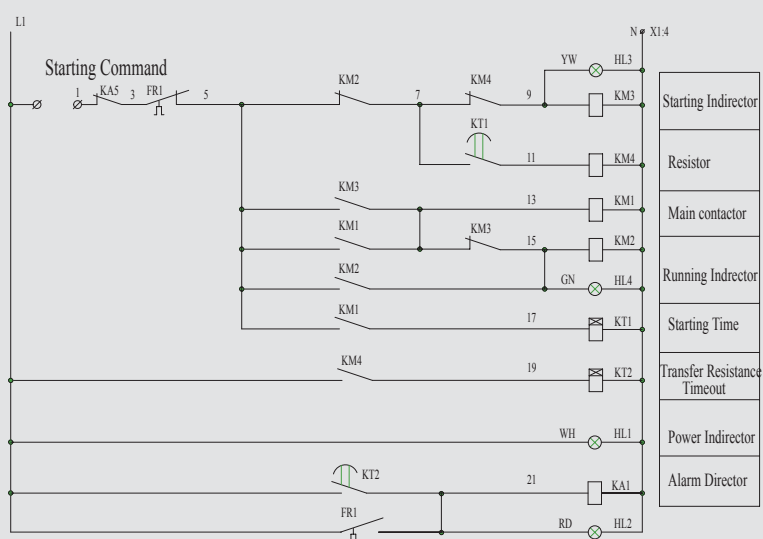 L1
N X1:4
Starting Command
YW HL3
1 KA5 3 FR1 5 KM2 7 KM4 9 KM3
Starting Indirector
KT1
11 KM4
Resistor
KM3 13 KM1
Main contactor
KM1 KM3 15 KM2
KM2 GN HL4
Running Indrector
KM1 17 KT1
Starting Time
KM4 19 KT2
Transfer Resistance
Timeout
WH HL1
Power Indirector
KT2 21 KA1
Alarm Director
FR1 RD HL2